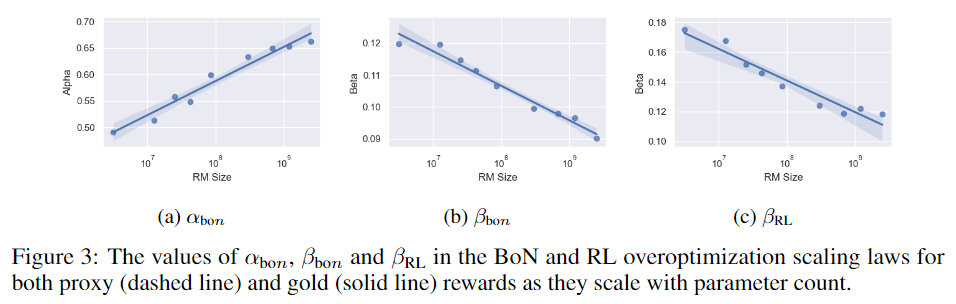 0.70
0.65
0.60
0.55
0.50
Alpha
10^7
10^8
10^9
RM Size
0.12
0.11
0.10
0.09
Beta
10^7
10^8
10^9
RM Size
0.18
0.16
0.14
0.12
0.10
Beta
10^7
10^8
10^9
RM Size
(a) α_bon
(b) β_bon
(c) β_RL
Figure 3: The values of α_bon, β_bon and β_RL in the BoN and RL overoptimization scaling laws for
both proxy (dashed line) and gold (solid line) rewards as they scale with parameter count.